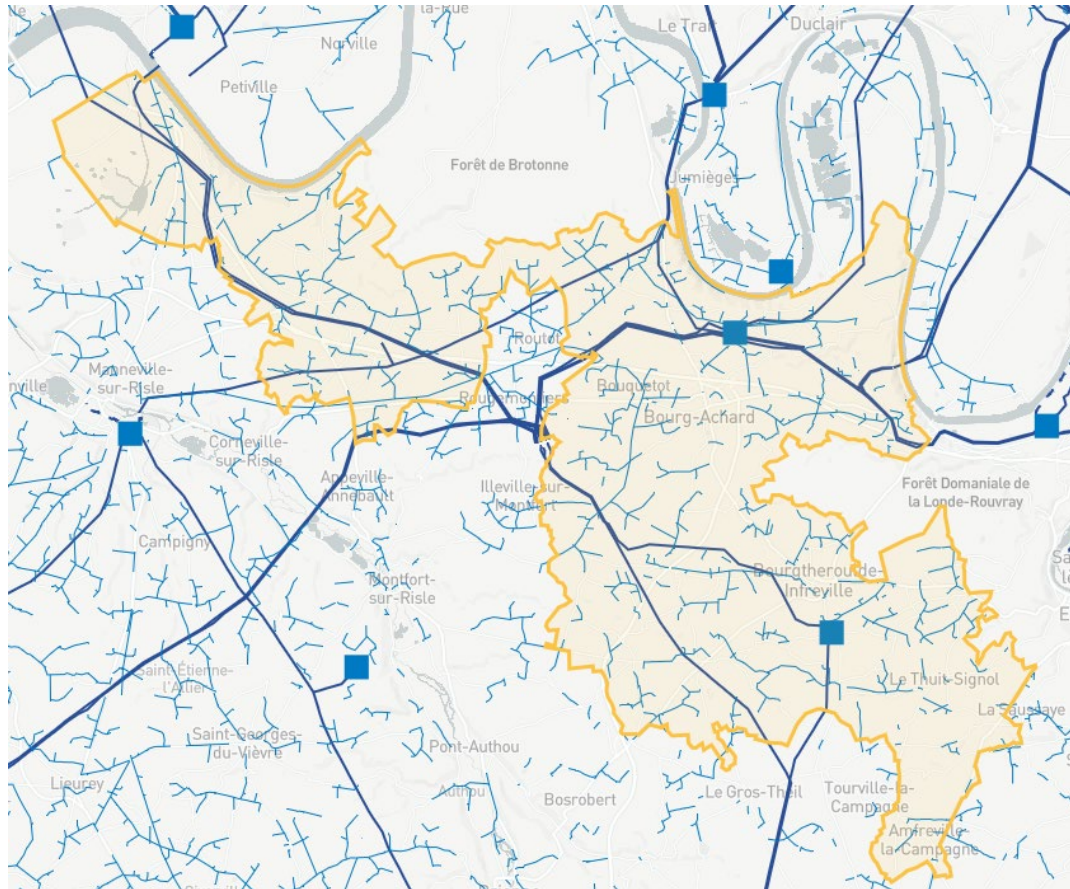 la-Rue
Norville
Le Trait
Duclair
Petiville
Forêt de Brotonne
Jumièges
Routot
Manneville-
sur-Risle
Rougemontiers
Bouquetot
Bourg-Achard
Corneville-
sur-Risle
Appeville-
Annebault
Illeville-sur-
Montfort
Forêt Domaniale de
la Londe-Rouvray
Campigny
Bourgtheroulde-
Infreville
Montfort-
sur-Risle
Saint-Étienne-
l'Allier
Le Thuit-Signol
La Saussaye
Saint-Georges-
du-Vièvre
Pont-Authou
Lieurey
Authou
Bosrobert
Le Gros-Theil
Tourville-la-
Campagne
Amfreville-
la-Campagne